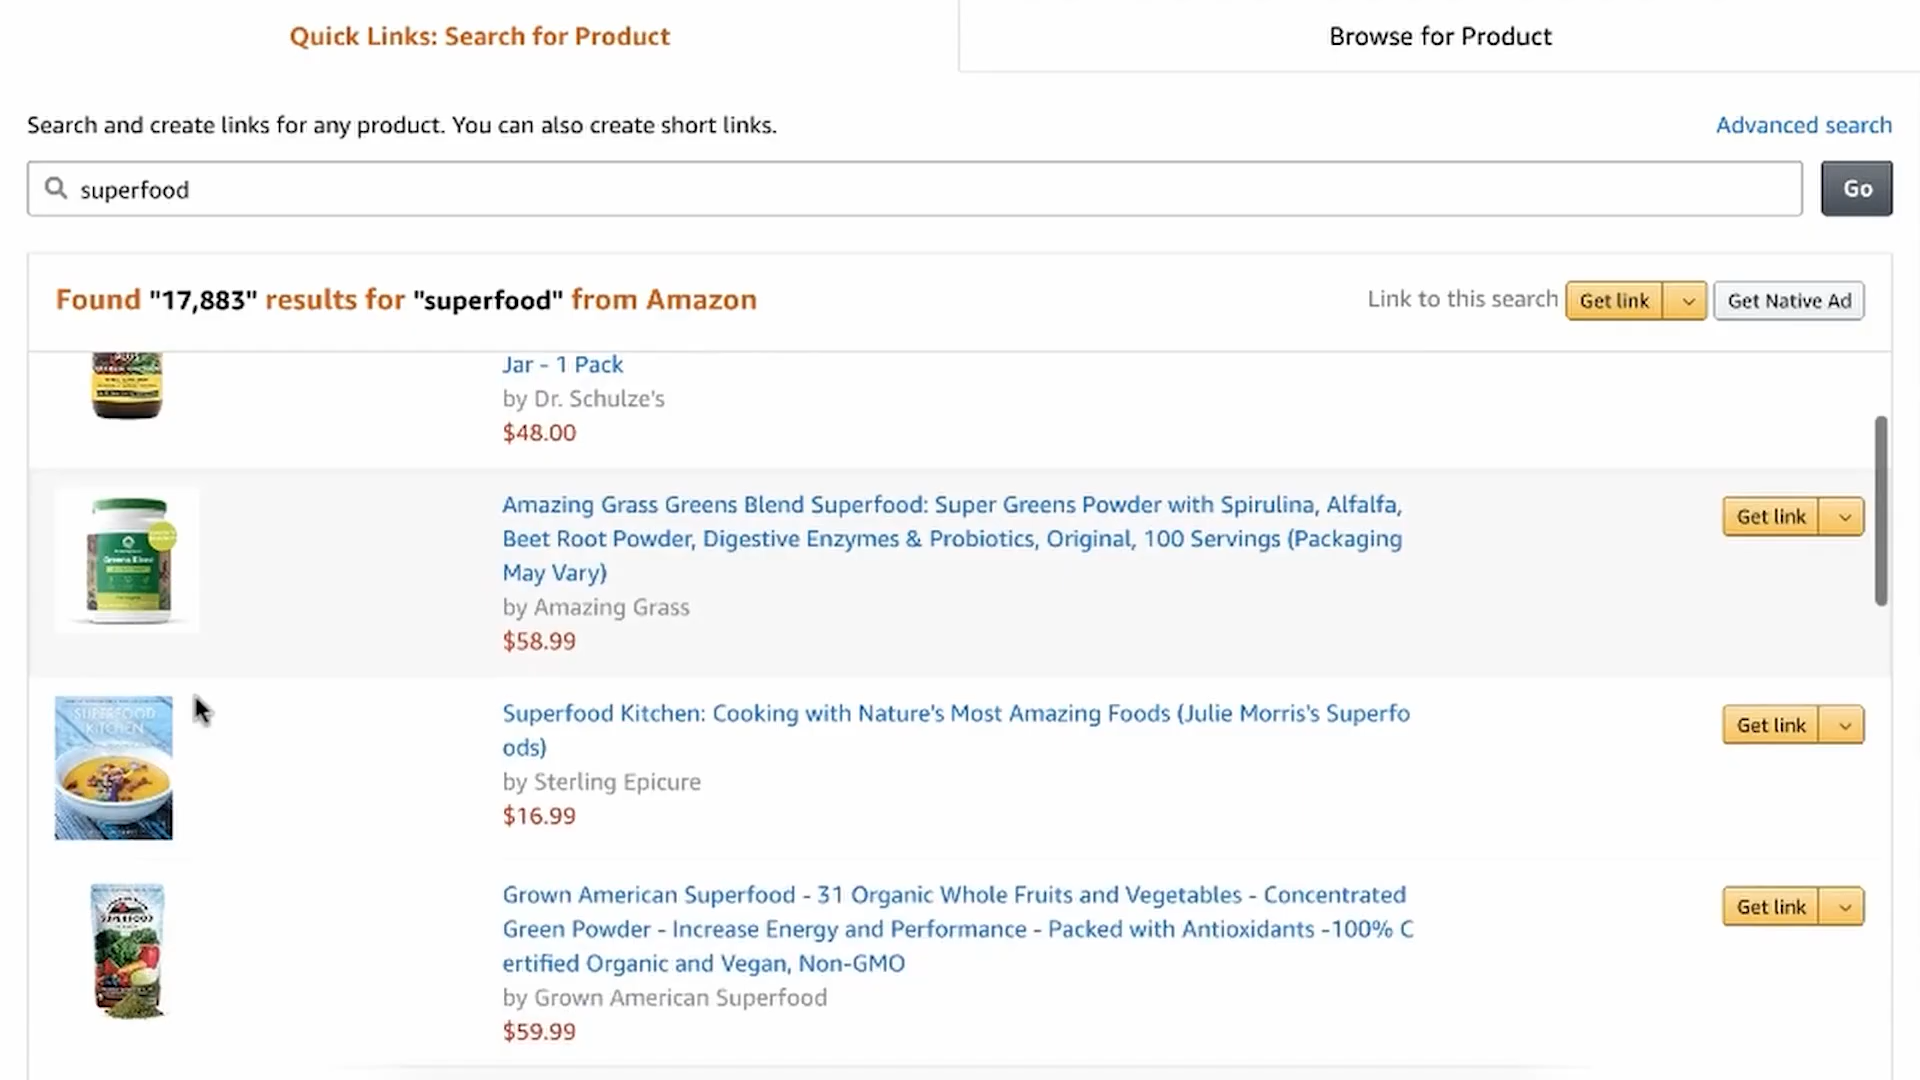 Quick Links: Search for Product
Browse for Product
Search and create links for any product. You can also create short links.
Advanced search
superfood
Go
Found "17,883" results for "superfood" from Amazon
Link to this search
Get link
Get Native Ad
PLUS
Jar - 1 Pack
by Dr. Schulze's
$48.00
Greens Blend
Amazing Grass Greens Blend Superfood: Super Greens Powder with Spirulina, Alfalfa,
Beet Root Powder, Digestive Enzymes & Probiotics, Original, 100 Servings (Packaging
May Vary)
by Amazing Grass
$58.99
Get link
SUPERFOOD
KITCHEN
Superfood Kitchen: Cooking with Nature's Most Amazing Foods (Julie Morris's Superfo
ods)
by Sterling Epicure
$16.99
Get link
SUPERFOOD
Grown American Superfood - 31 Organic Whole Fruits and Vegetables - Concentrated
Green Powder - Increase Energy and Performance - Packed with Antioxidants -100% C
ertified Organic and Vegan, Non-GMO
by Grown American Superfood
$59.99
Get link